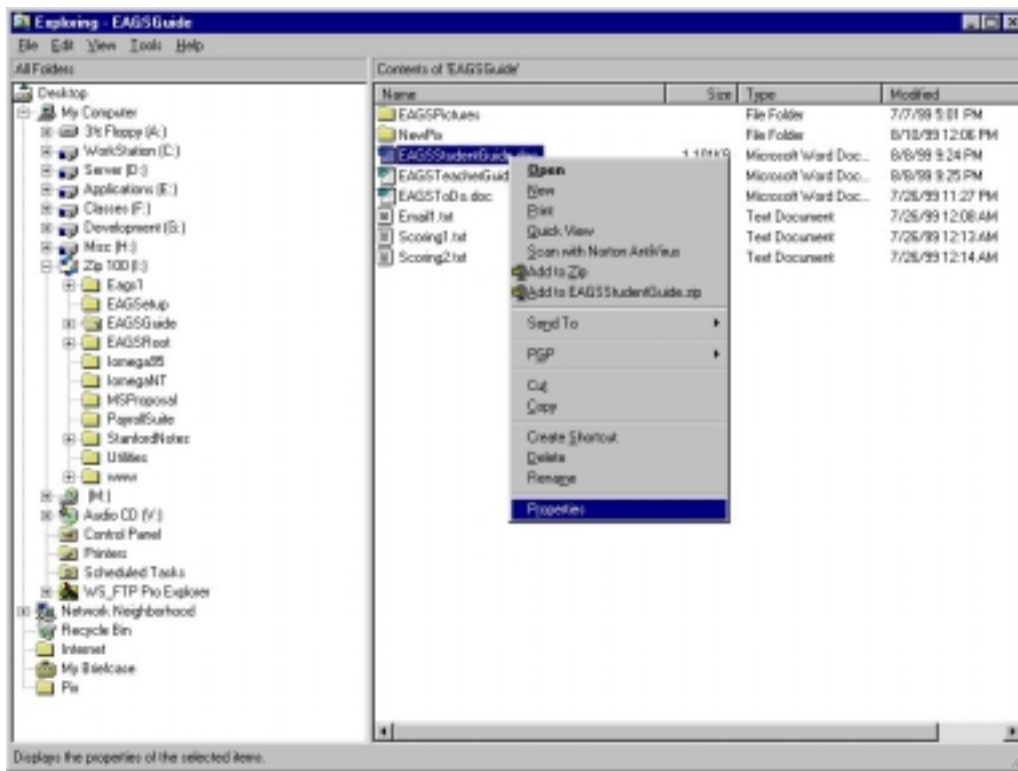 Exploring - EAGSGuide
File Edit View Tools Help
All Folders
Contents of 'EAGSGuide'
Desktop
My Computer
3½ Floppy (A:)
WorkStation (C:)
Server (D:)
Applications (E:)
Classes (F:)
Development (G:)
Misc (H:)
Zip 100 (I:)
Eags1
EAGSetup
EAGSGuide
EAGSRoot
Iomega95
IomegaNT
MSProposal
PayrollSuite
StanfordNotes
Utilities
www
Audio CD (V:)
Control Panel
Printers
Scheduled Tasks
WS_FTP Pro Explorer
Network Neighborhood
Recycle Bin
Internet
My Briefcase
Pix
Name Size Type Modified
EAGSPictures File Folder 7/7/99 5:01 PM
NewPix File Folder 8/10/99 12:06 PM
EAGSStudentGuide.doc 1,101KB Microsoft Word Doc... 8/8/99 9:24 PM
EAGSTeacherGuid Microsoft Word Doc... 8/8/99 9:25 PM
EAGSToDo.doc Microsoft Word Doc... 7/26/99 11:27 PM
Email1.txt Text Document 7/26/99 12:08 AM
Scoring1.txt Text Document 7/26/99 12:13 AM
Scoring2.txt Text Document 7/26/99 12:14 AM
Open
New
Print
Quick View
Scan with Norton AntiVirus
Add to Zip
Add to EAGSStudentGuide.zip
Send To
PGP
Cut
Copy
Create Shortcut
Delete
Rename
Properties
Displays the properties of the selected items.